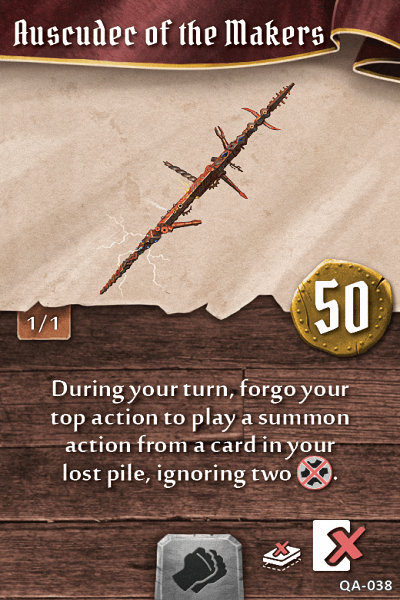 Auscudec of the Makers
50
1/1
During your turn, forgo your
top action to play a summon
action from a card in your
lost pile, ignoring two .
QA-038